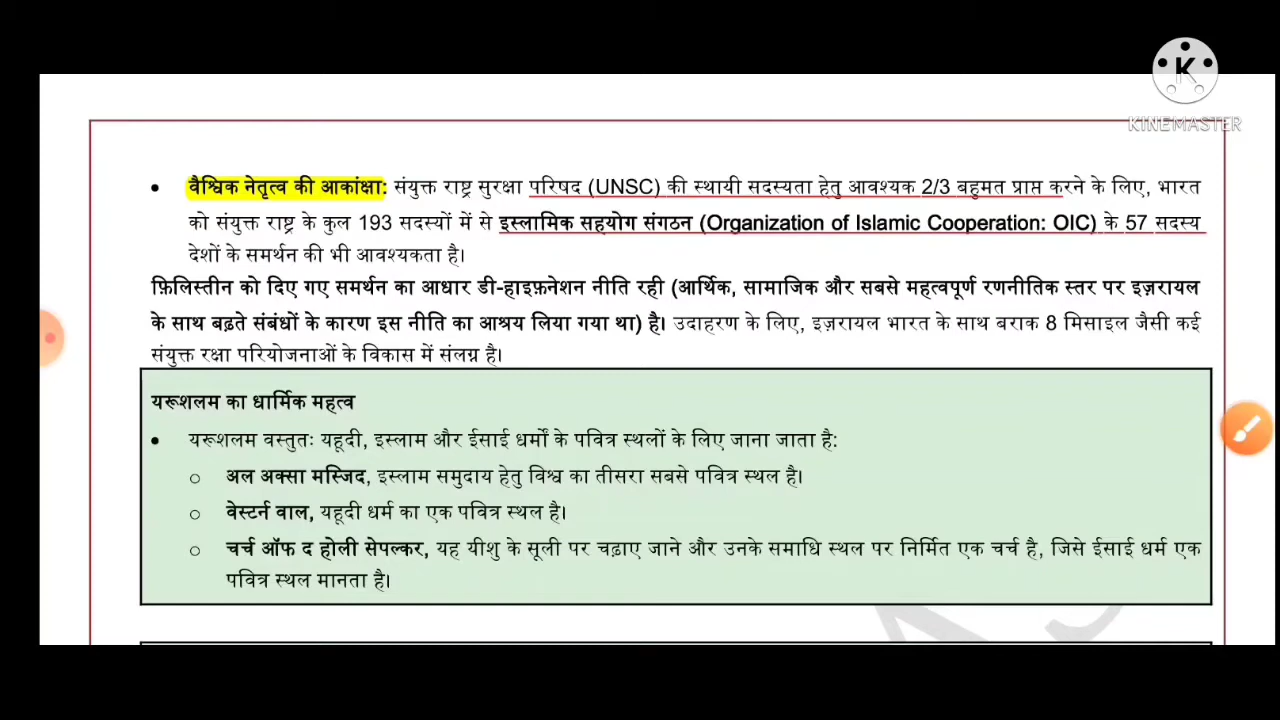 K
KINEMASTER
• वैश्विक नेतृत्व की आकांक्षा: संयुक्त राष्ट्र सुरक्षा परिषद (UNSC) की स्थायी सदस्यता हेतु आवश्यक 2/3 बहुमत प्राप्त करने के लिए, भारत
को संयुक्त राष्ट्र के कुल 193 सदस्यों में से इस्लामिक सहयोग संगठन (Organization of Islamic Cooperation: OIC) के 57 सदस्य
देशों के समर्थन की भी आवश्यकता है।
फ़िलिस्तीन को दिए गए समर्थन का आधार डी-हाइफ़नेशन नीति रही (आर्थिक, सामाजिक और सबसे महत्वपूर्ण रणनीतिक स्तर पर इज़रायल
के साथ बढ़ते संबंधों के कारण इस नीति का आश्रय लिया गया था) है। उदाहरण के लिए, इज़रायल भारत के साथ बराक 8 मिसाइल जैसी कई
संयुक्त रक्षा परियोजनाओं के विकास में संलग्न है।
यरूशलम का धार्मिक महत्व
• यरूशलम वस्तुतः यहूदी, इस्लाम और ईसाई धर्मों के पवित्र स्थलों के लिए जाना जाता है:
o अल अक्सा मस्जिद, इस्लाम समुदाय हेतु विश्व का तीसरा सबसे पवित्र स्थल है।
o वेस्टर्न वाल, यहूदी धर्म का एक पवित्र स्थल है।
o चर्च ऑफ द होली सेपल्कर, यह यीशु के सूली पर चढ़ाए जाने और उनके समाधि स्थल पर निर्मित एक चर्च है, जिसे ईसाई धर्म एक
पवित्र स्थल मानता है।